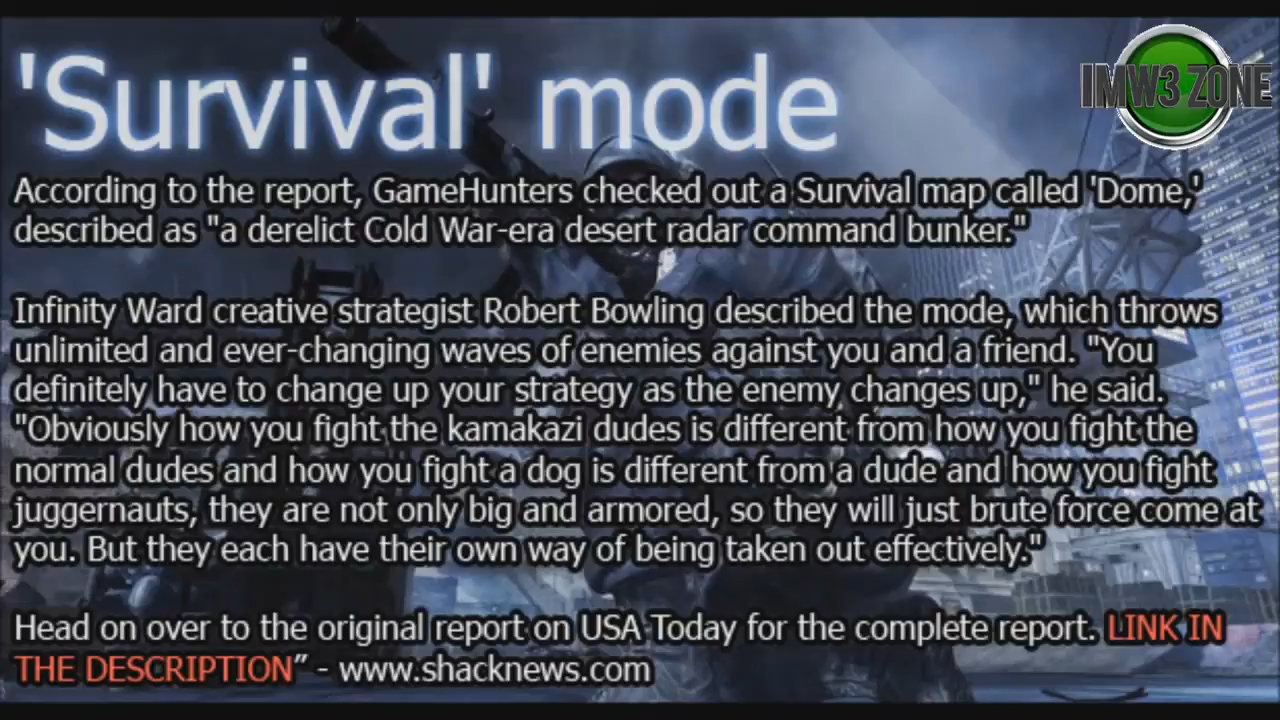 'Survival' mode
IMW3 ZONE
According to the report, GameHunters checked out a Survival map called 'Dome,'
described as "a derelict Cold War-era desert radar command bunker."
Infinity Ward creative strategist Robert Bowling described the mode, which throws
unlimited and ever-changing waves of enemies against you and a friend. "You
definitely have to change up your strategy as the enemy changes up," he said.
"Obviously how you fight the kamakazi dudes is different from how you fight the
normal dudes and how you fight a dog is different from a dude and how you fight
juggernauts, they are not only big and armored, so they will just brute force come at
you. But they each have their own way of being taken out effectively."
Head on over to the original report on USA Today for the complete report. LINK IN
THE DESCRIPTION” - www.shacknews.com